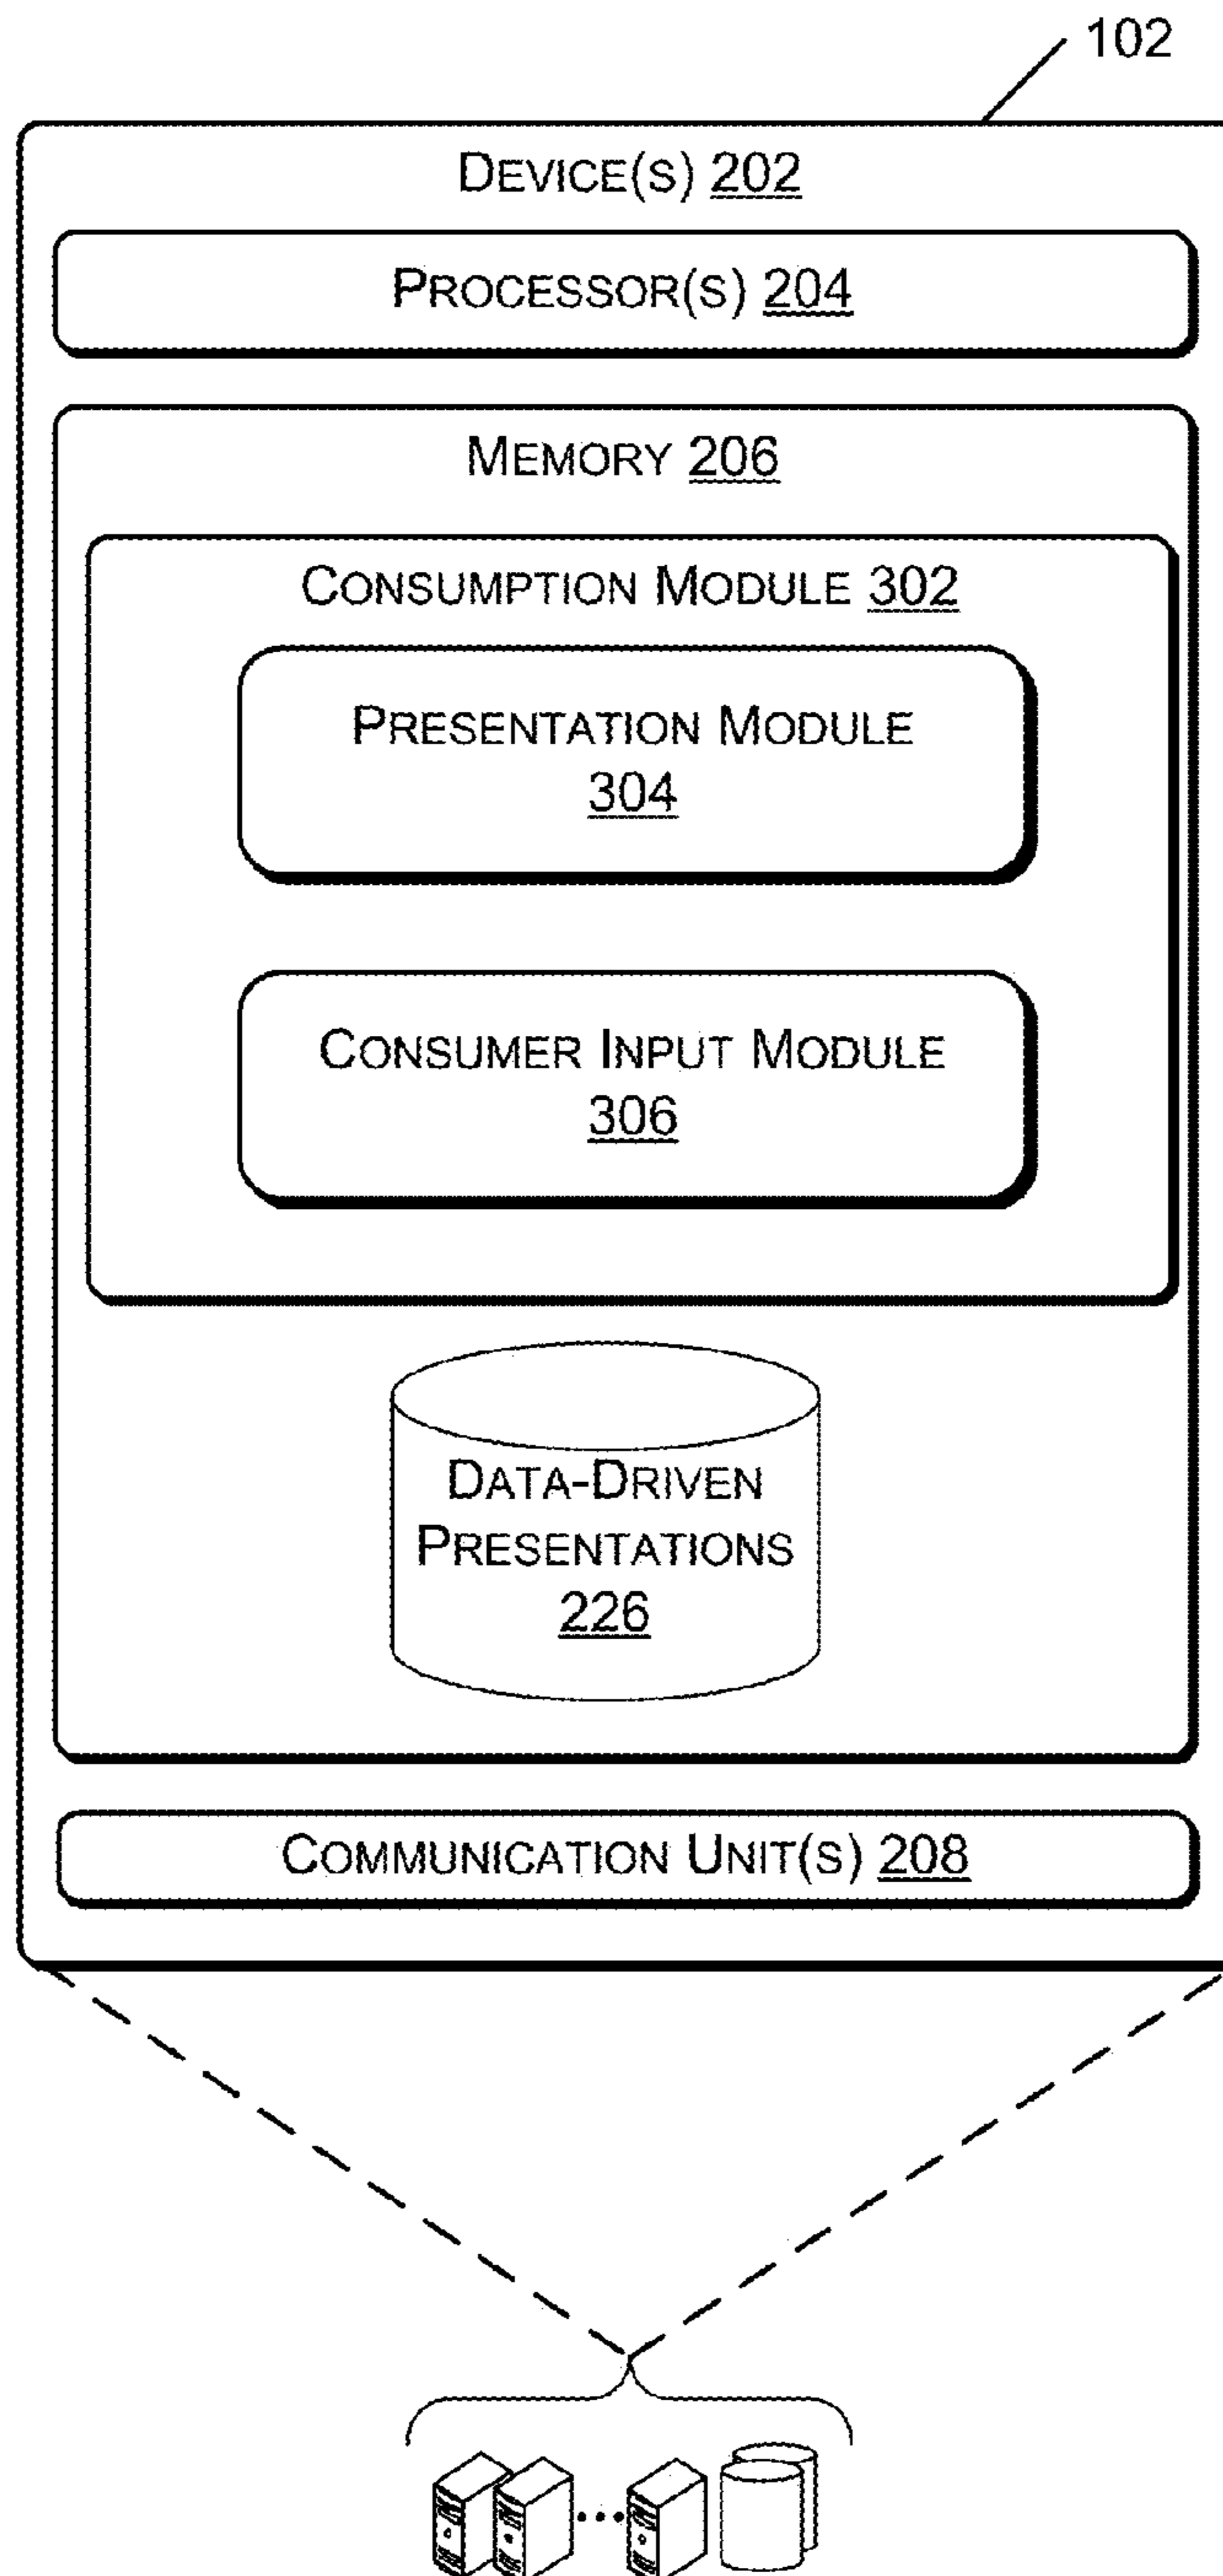 102
DEVICE(S) 202
PROCESSOR(S) 204
MEMORY 206
CONSUMPTION MODULE 302
PRESENTATION MODULE
304
CONSUMER INPUT MODULE
306
DATA-DRIVEN
PRESENTATIONS
226
COMMUNICATION UNIT(S) 208